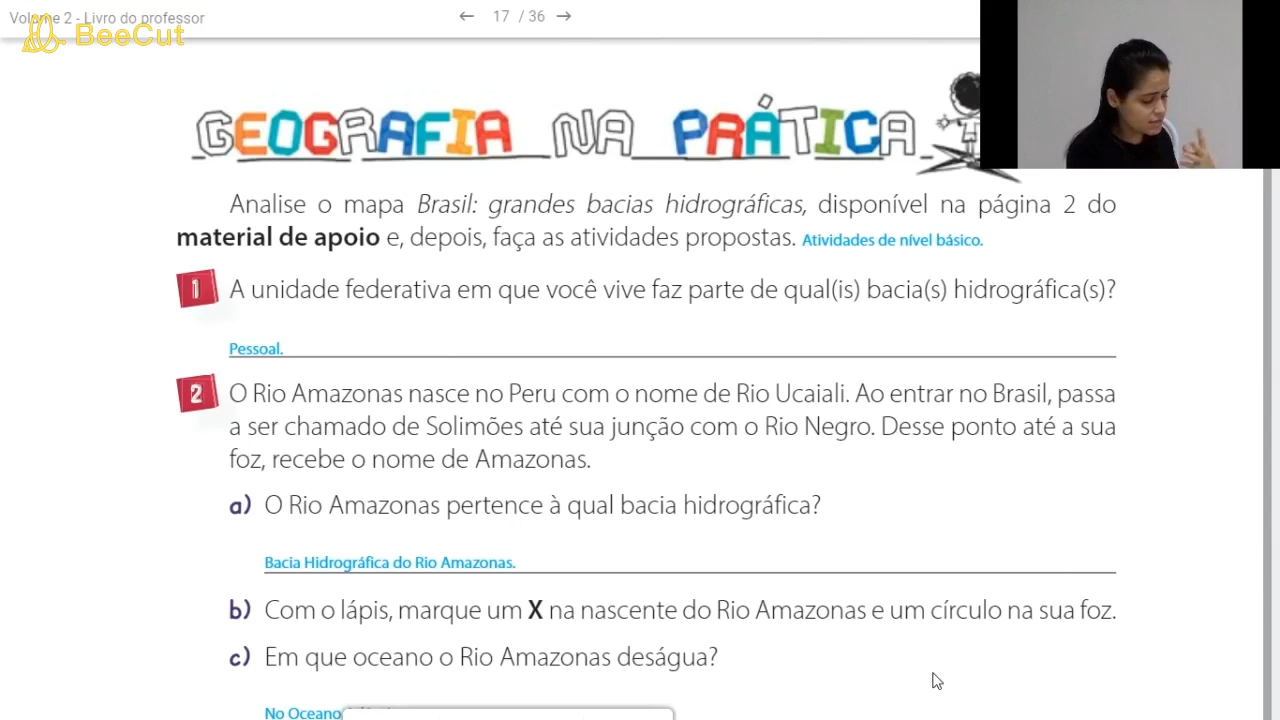 Volume 2 - Livro do professor
17 / 36
BeeCut
GEOGRAFIA NA PRÁTICA
Analise o mapa Brasil: grandes bacias hidrográficas, disponível na página 2 do
material de apoio e, depois, faça as atividades propostas. Atividades de nível básico.
1 A unidade federativa em que você vive faz parte de qual(is) bacia(s) hidrográfica(s)?
Pessoal.
2 O Rio Amazonas nasce no Peru com o nome de Rio Ucaiali. Ao entrar no Brasil, passa
a ser chamado de Solimões até sua junção com o Rio Negro. Desse ponto até a sua
foz, recebe o nome de Amazonas.
a) O Rio Amazonas pertence à qual bacia hidrográfica?
Bacia Hidrográfica do Rio Amazonas.
b) Com o lápis, marque um X na nascente do Rio Amazonas e um círculo na sua foz.
c) Em que oceano o Rio Amazonas deságua?
No Oceano